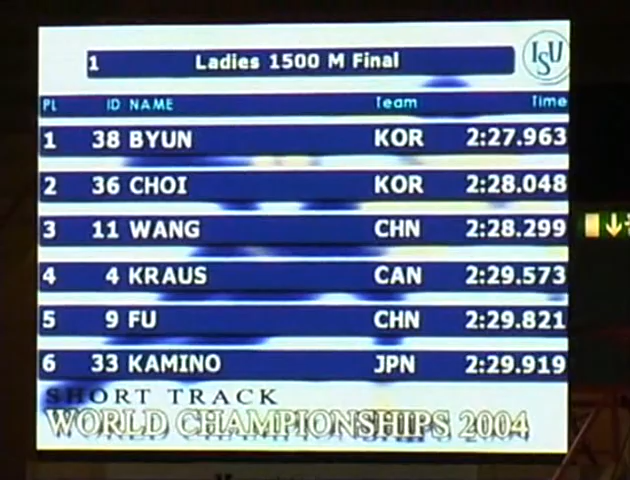 1 Ladies 1500 M Final ISU
PL ID NAME Team Time
1 38 BYUN KOR 2:27.963
2 36 CHOI KOR 2:28.048
3 11 WANG CHN 2:28.299
4 4 KRAUS CAN 2:29.573
5 9 FU CHN 2:29.821
6 33 KAMINO JPN 2:29.919
SHORT TRACK
WORLD CHAMPIONSHIPS 2004